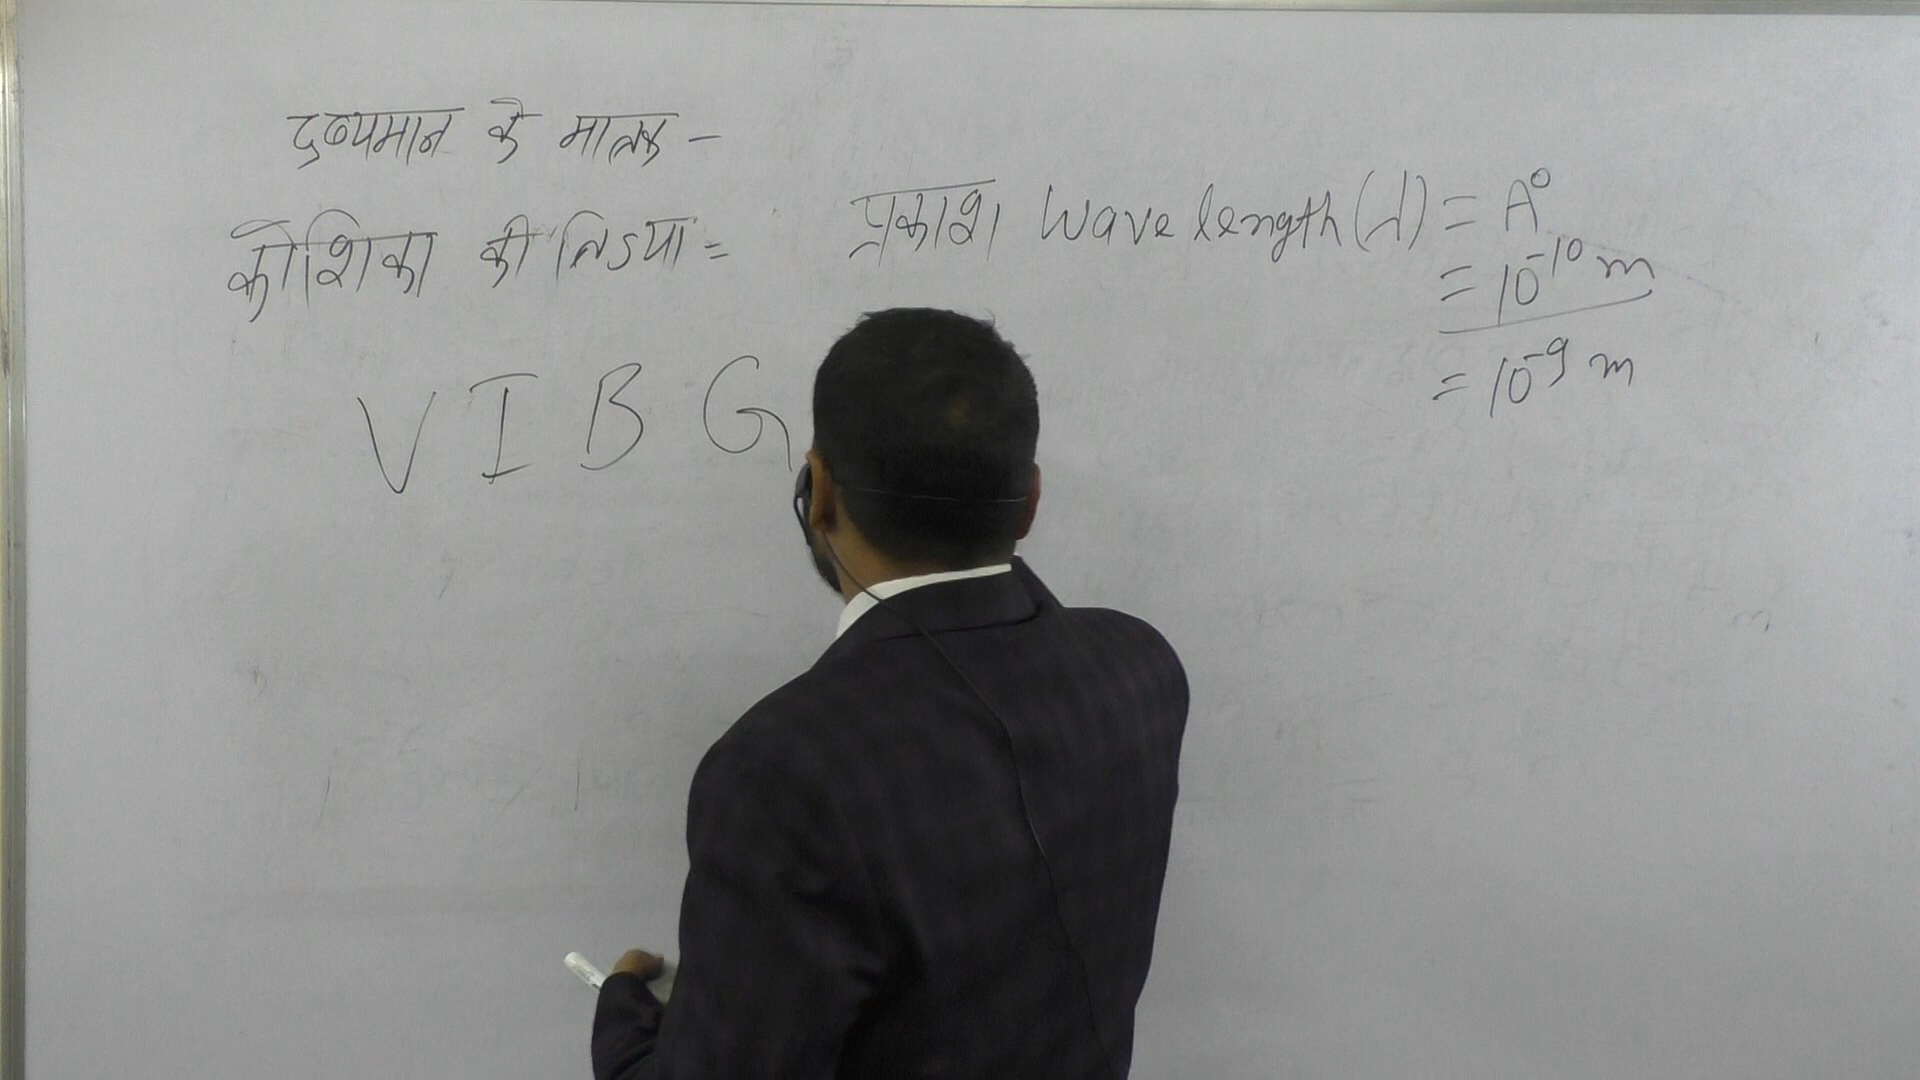 द्रव्यमान के मात्रक -
कोशिका की त्रिज्या =
प्रकाश Wave length (λ) = A°
= 10⁻¹⁰ m
= 10⁻⁹ m
V I B G